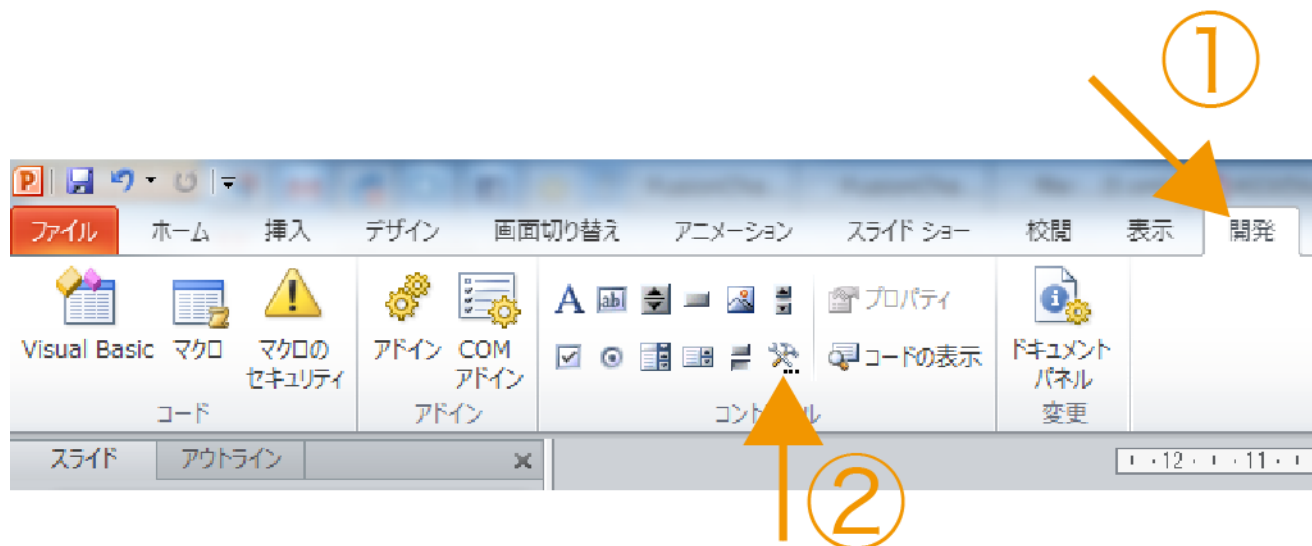 ①
ファイル ホーム 挿入 デザイン 画面切り替え アニメーション スライド ショー 校閲 表示 開発
A ab プロパティ
Visual Basic マクロ マクロの セキュリティ アドイン COM アドイン コードの表示 ドキュメント パネル
コード アドイン 変更
スライド アウトライン 12 11
②